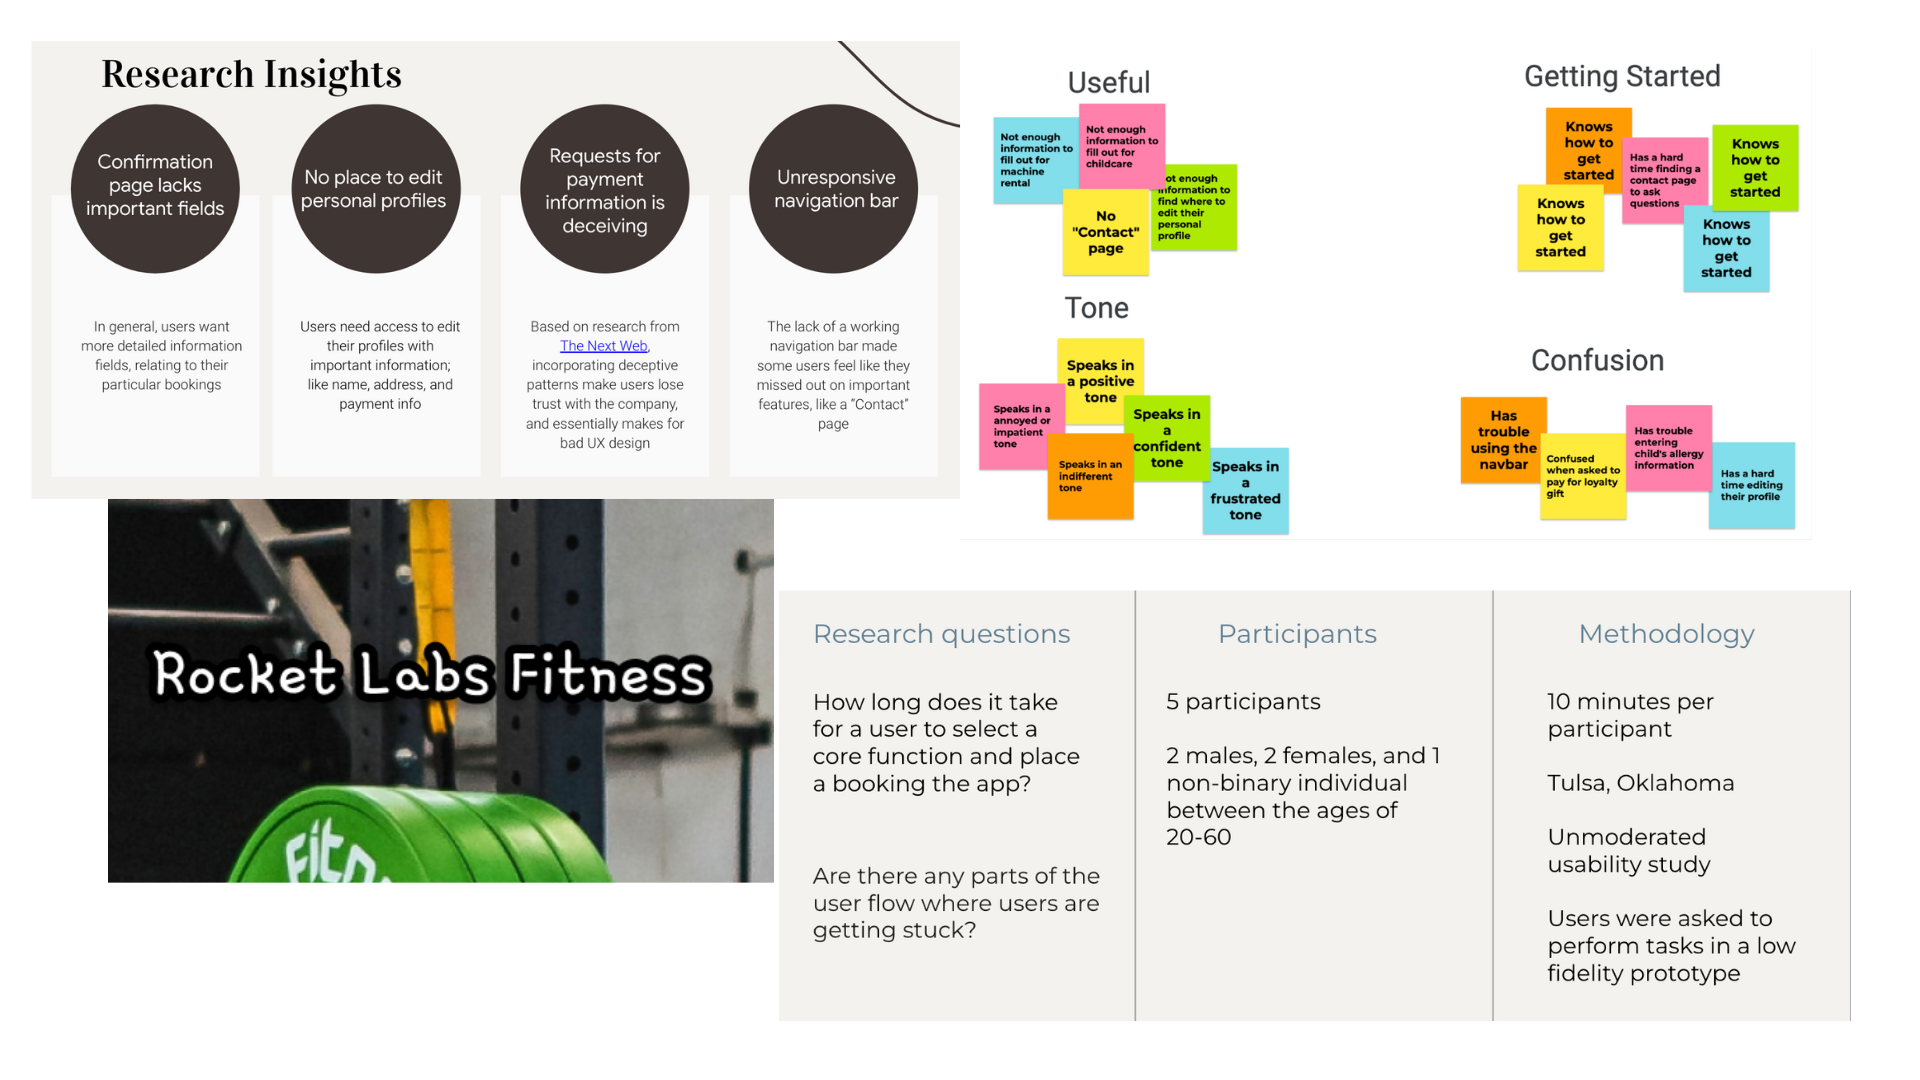 Research Insights
Confirmation
page lacks
important fields
In general, users want
more detailed information
fields, relating to their
particular bookings
No place to edit
personal profiles
Users need access to edit
their profiles with
important information;
like name, address, and
payment info
Requests for
payment
information is
deceiving
Based on research from
The Next Web,
incorporating deceptive
patterns make users lose
trust with the company,
and essentially makes for
bad UX design
Unresponsive
navigation bar
The lack of a working
navigation bar made
some users feel like they
missed out on important
features, like a “Contact”
page
Useful
Not enough
information to
fill out for
machine
rental
Not enough
information to
fill out for
childcare
No
"Contact"
page
ot enough
information to
find where to
edit their
personal
profile
Getting Started
Knows
how to
get
started
Has a hard
time finding a
contact page
to ask
questions
Knows
how to
get
started
Knows
how to
get
started
Knows
how to
get
started
Tone
Speaks in a
annoyed or
impatient
tone
Speaks in
a positive
tone
Speaks in an
indifferent
tone
Speaks in
a
confident
tone
Speaks in
a
frustrated
tone
Confusion
Has
trouble
using the
navbar
Confused
when asked to
pay for loyalty
gift
Has trouble
entering
child's allergy
information
Has a hard
time editing
their profile
Rocket Labs Fitness
Research questions
How long does it take
for a user to select a
core function and place
a booking the app?
Are there any parts of the
user flow where users are
getting stuck?
Participants
5 participants
2 males, 2 females, and 1
non-binary individual
between the ages of
20-60
Methodology
10 minutes per
participant
Tulsa, Oklahoma
Unmoderated
usability study
Users were asked to
perform tasks in a low
fidelity prototype